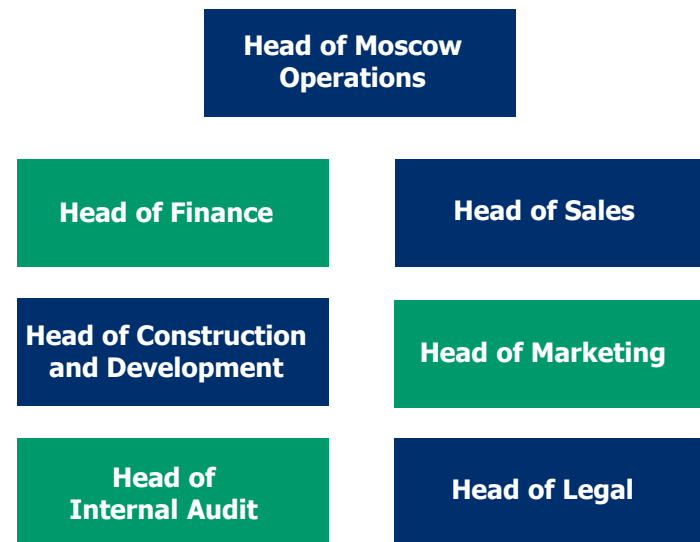 Head of Moscow
Operations
Head of Finance
Head of Sales
Head of Construction
and Development
Head of Marketing
Head of
Internal Audit
Head of Legal